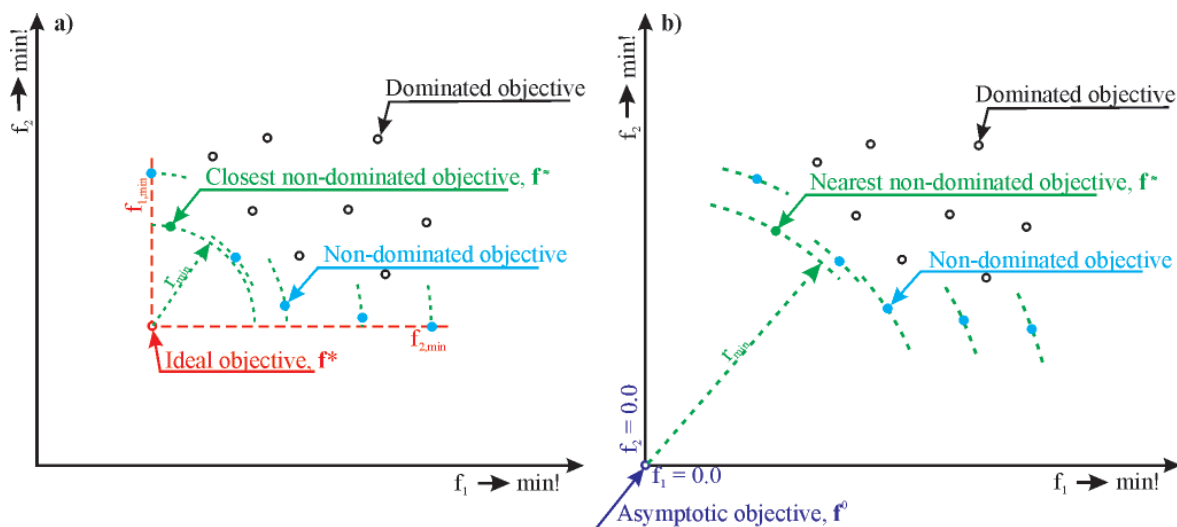 a)
f₂ → min!
Dominated objective
f₁,min
Closest non-dominated objective, f*
Non-dominated objective
r_min
f₂,min
Ideal objective, f*
f₁ → min!
b)
f₂ → min!
Dominated objective
Nearest non-dominated objective, f*
Non-dominated objective
r_min
f₂ = 0.0
f₁ = 0.0
f₁ → min!
Asymptotic objective, f⁰